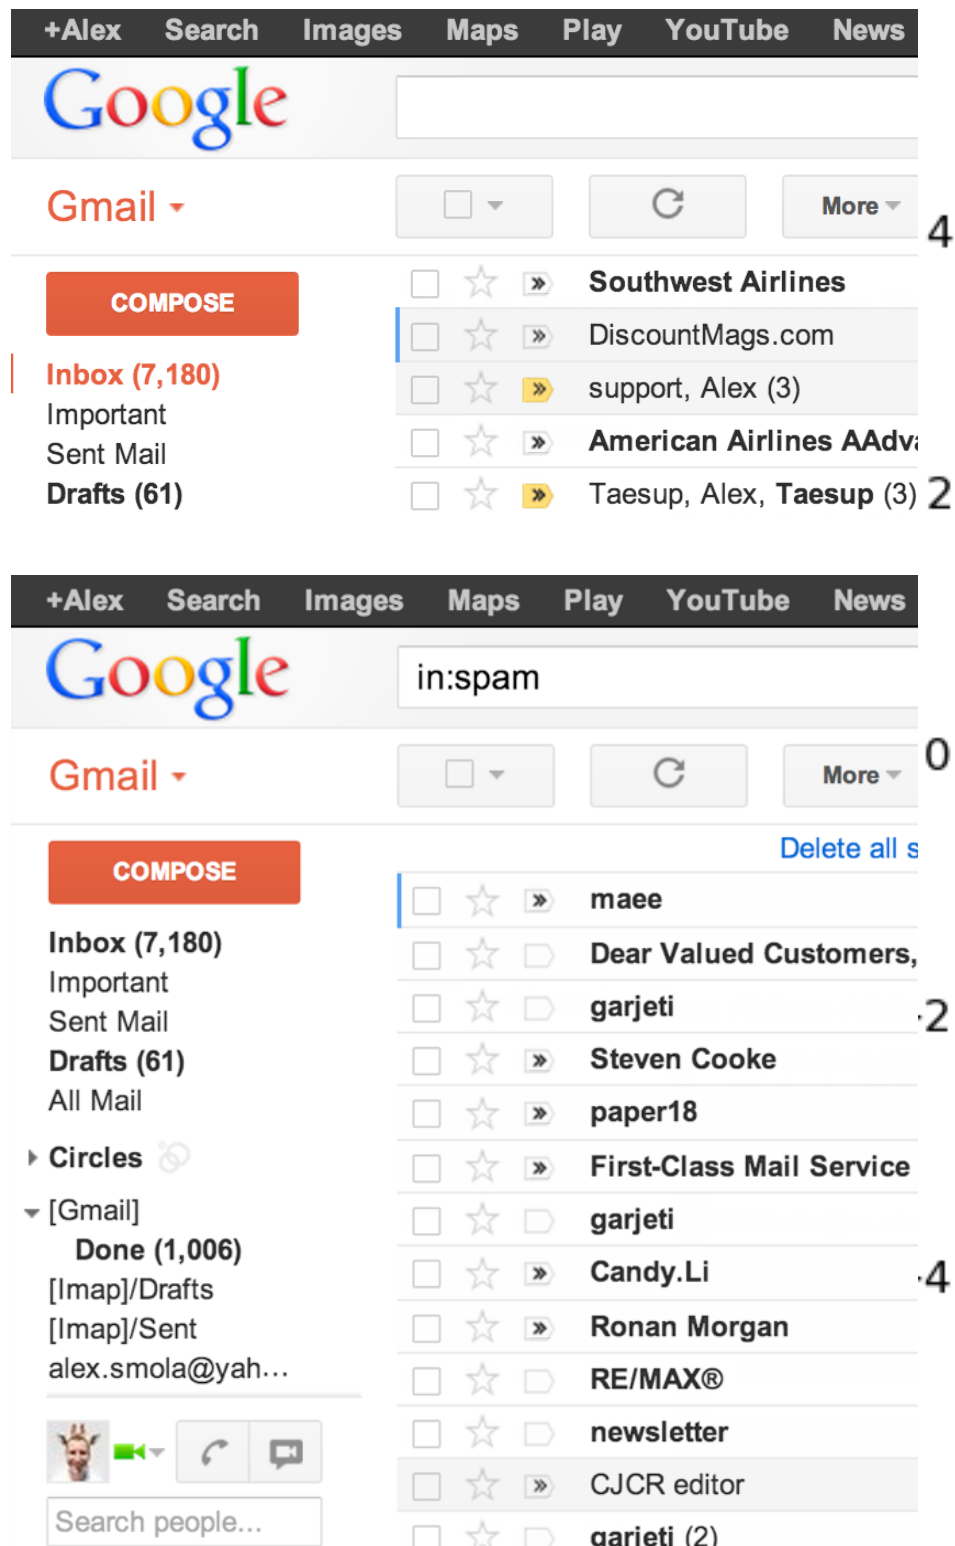 +Alex Search Images Maps Play YouTube News
Google
Gmail
More
4
COMPOSE
Southwest Airlines
DiscountMags.com
Inbox (7,180)
support, Alex (3)
Important
Sent Mail
American Airlines AAdva
Drafts (61)
Taesup, Alex, Taesup (3)
2
+Alex Search Images Maps Play YouTube News
Google
in:spam
Gmail
More
0
Delete all s
COMPOSE
maee
Inbox (7,180)
Dear Valued Customers,
Important
garjeti
-2
Sent Mail
Drafts (61)
Steven Cooke
All Mail
paper18
Circles
First-Class Mail Service
[Gmail]
garjeti
Done (1,006)
Candy.Li
-4
[Imap]/Drafts
[Imap]/Sent
Ronan Morgan
alex.smola@yah...
RE/MAX®
newsletter
CJCR editor
Search people...
garjeti (2)